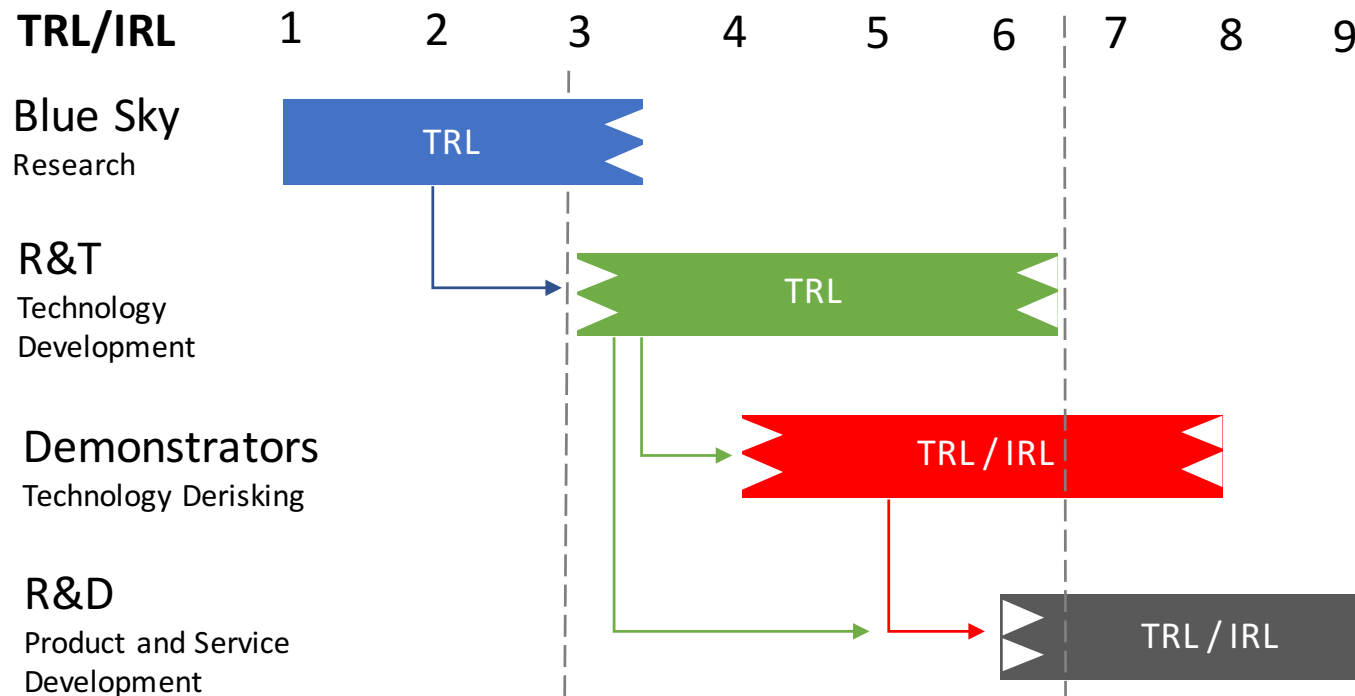 TRL/IRL 1 2 3 4 5 6 7 8 9
Blue Sky
Research
TRL
R&T
Technology
Development
TRL
Demonstrators
Technology Derisking
TRL / IRL
R&D
Product and Service
Development
TRL / IRL